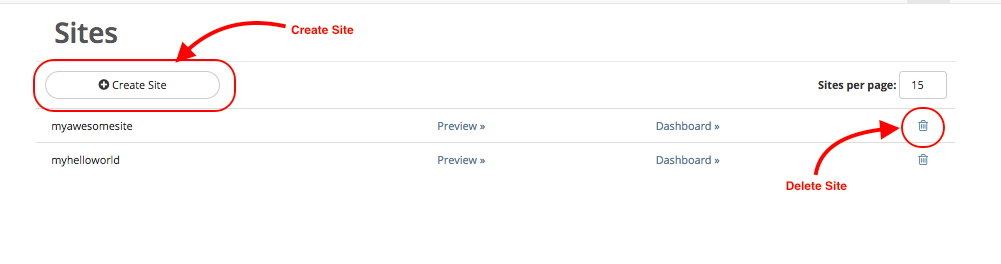 Sites
Create Site
Create Site
Sites per page: 15
myawesomesite Preview » Dashboard »
myhelloworld Preview » Dashboard »
Delete Site